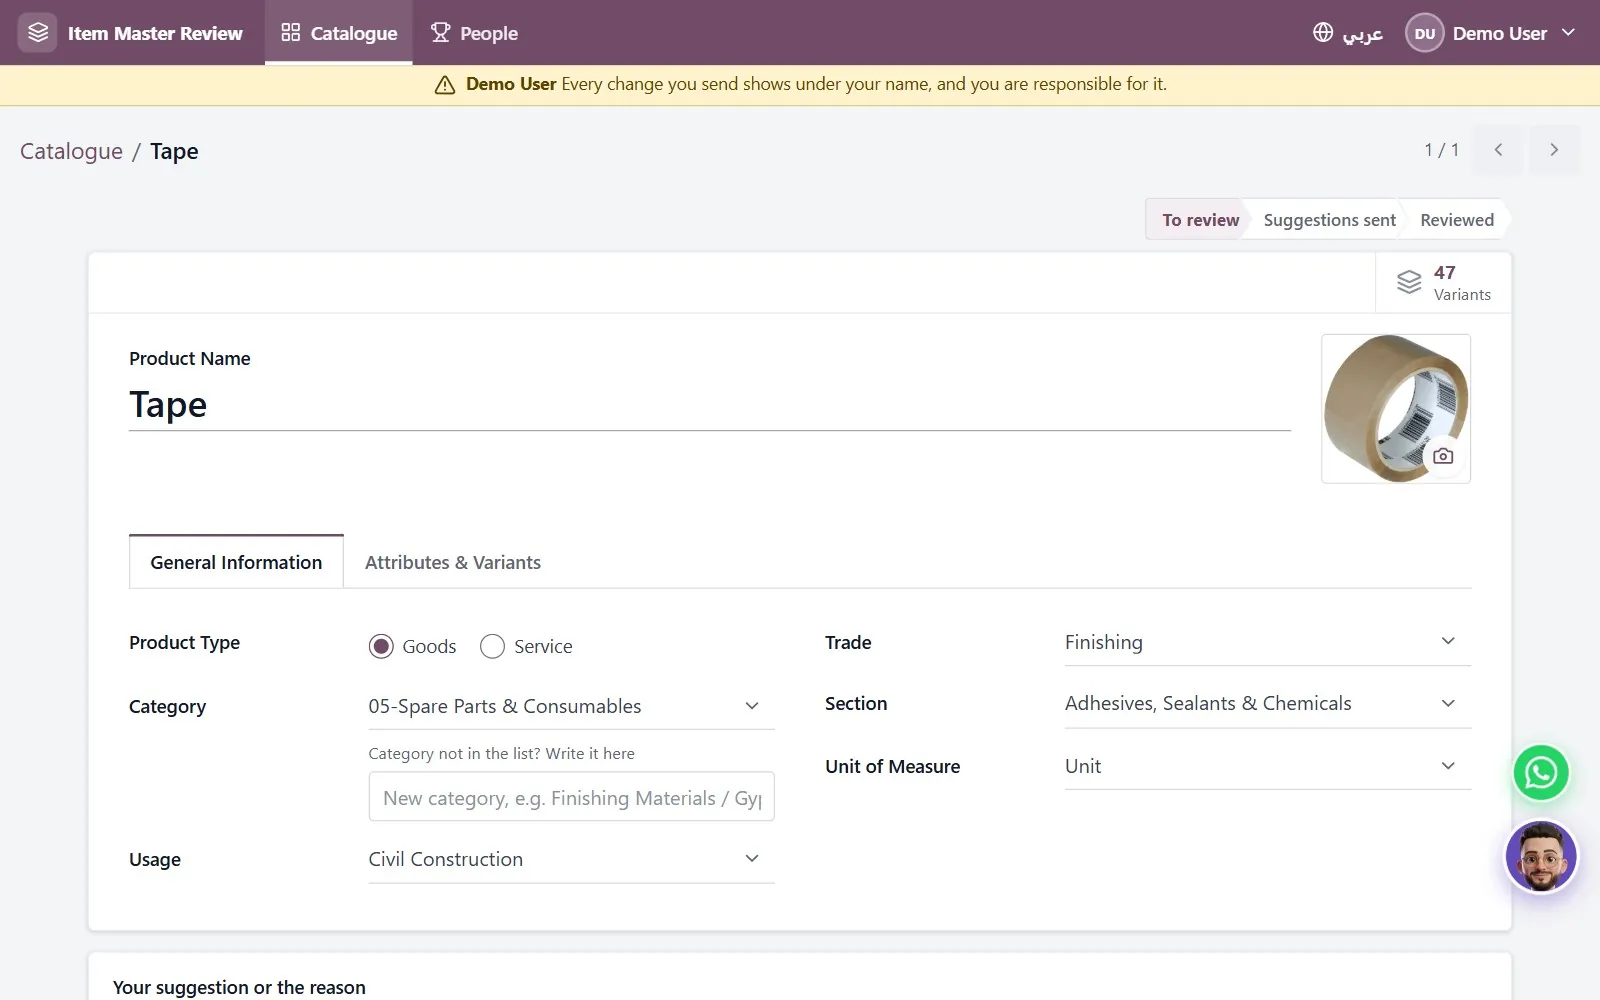 Item Master Review
Catalogue
People
عربي
DU
Demo User
Demo User Every change you send shows under your name, and you are responsible for it.
Catalogue / Tape
1 / 1
To review
Suggestions sent
Reviewed
47
Variants
Product Name
Tape
General Information
Attributes & Variants
Product Type
Goods
Service
Trade
Finishing
Category
05-Spare Parts & Consumables
Section
Adhesives, Sealants & Chemicals
Category not in the list? Write it here
New category, e.g. Finishing Materials / Gyp
Unit of Measure
Unit
Usage
Civil Construction
Your suggestion or the reason